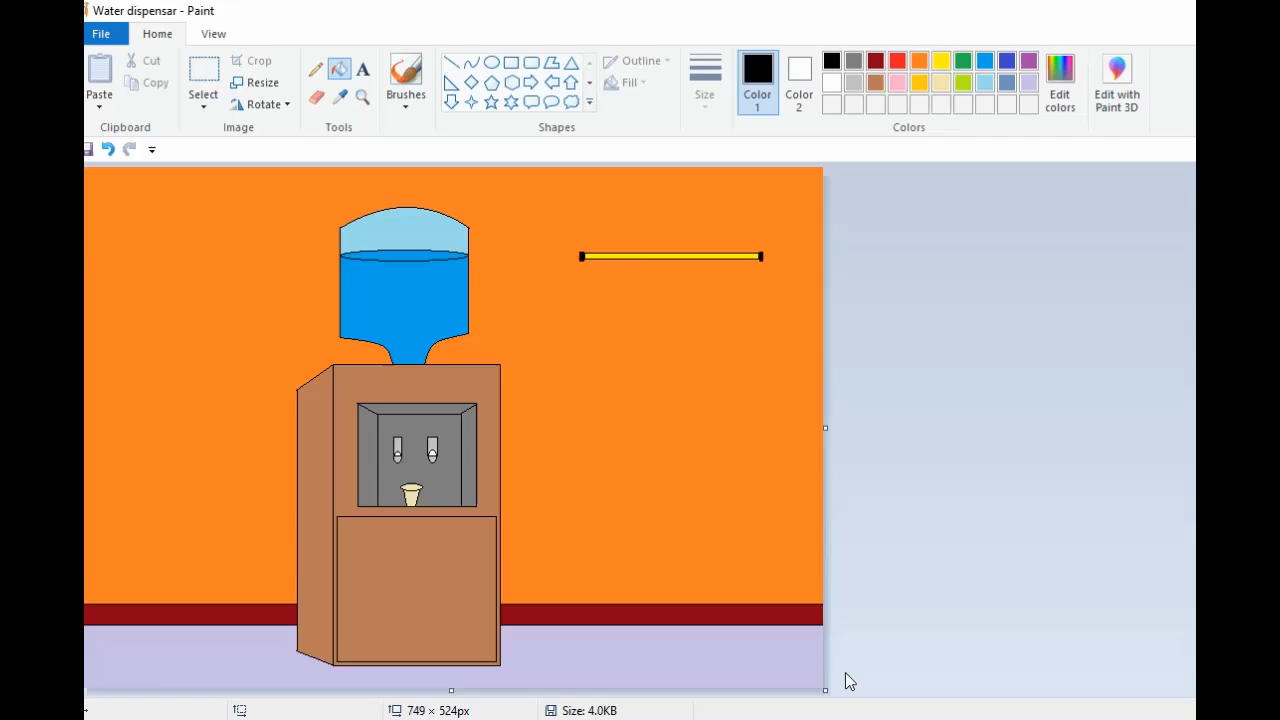 Water dispensar - Paint
File Home View
Paste Cut Copy Clipboard
Select Crop Resize Rotate Image
A Tools
Brushes
Outline Fill Shapes
Size
Color 1 Color 2 Edit colors Colors
Edit with Paint 3D
749 × 524px Size: 4.0KB